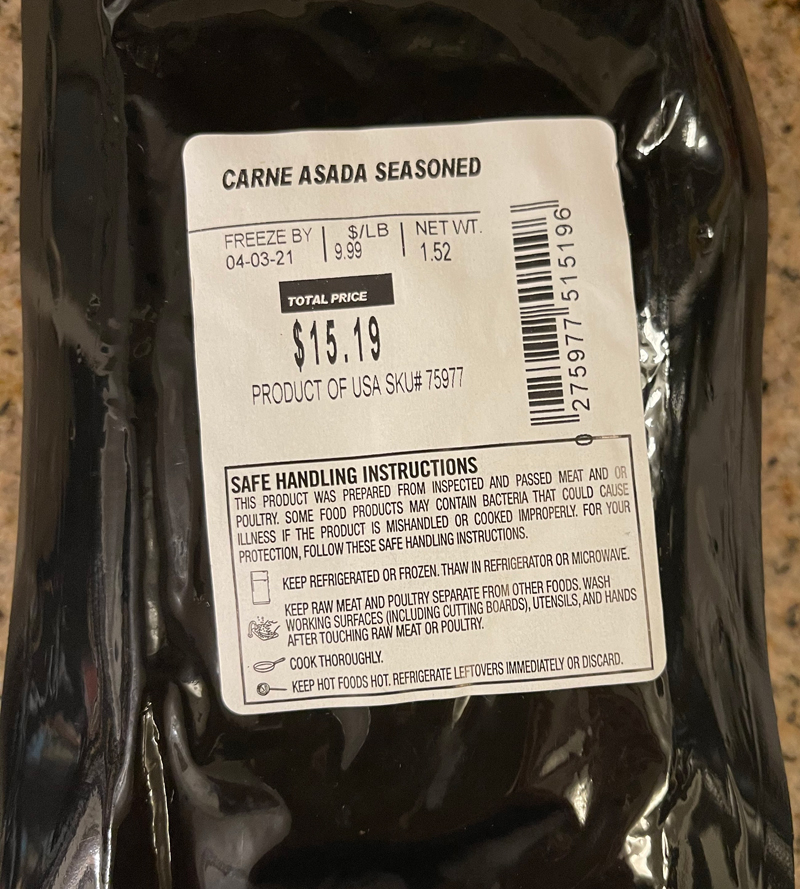 CARNE ASADA SEASONED
FREEZE BY $/LB NET WT.
04-03-21 9.99 1.52
TOTAL PRICE
$15.19
PRODUCT OF USA SKU# 75977
275977 515196
SAFE HANDLING INSTRUCTIONS
THIS PRODUCT WAS PREPARED FROM INSPECTED AND PASSED MEAT AND OR
POULTRY. SOME FOOD PRODUCTS MAY CONTAIN BACTERIA THAT COULD CAUSE
ILLNESS IF THE PRODUCT IS MISHANDLED OR COOKED IMPROPERLY. FOR YOUR
PROTECTION, FOLLOW THESE SAFE HANDLING INSTRUCTIONS.
KEEP REFRIGERATED OR FROZEN. THAW IN REFRIGERATOR OR MICROWAVE.
KEEP RAW MEAT AND POULTRY SEPARATE FROM OTHER FOODS. WASH
WORKING SURFACES (INCLUDING CUTTING BOARDS), UTENSILS, AND HANDS
AFTER TOUCHING RAW MEAT OR POULTRY.
COOK THOROUGHLY.
KEEP HOT FOODS HOT. REFRIGERATE LEFTOVERS IMMEDIATELY OR DISCARD.